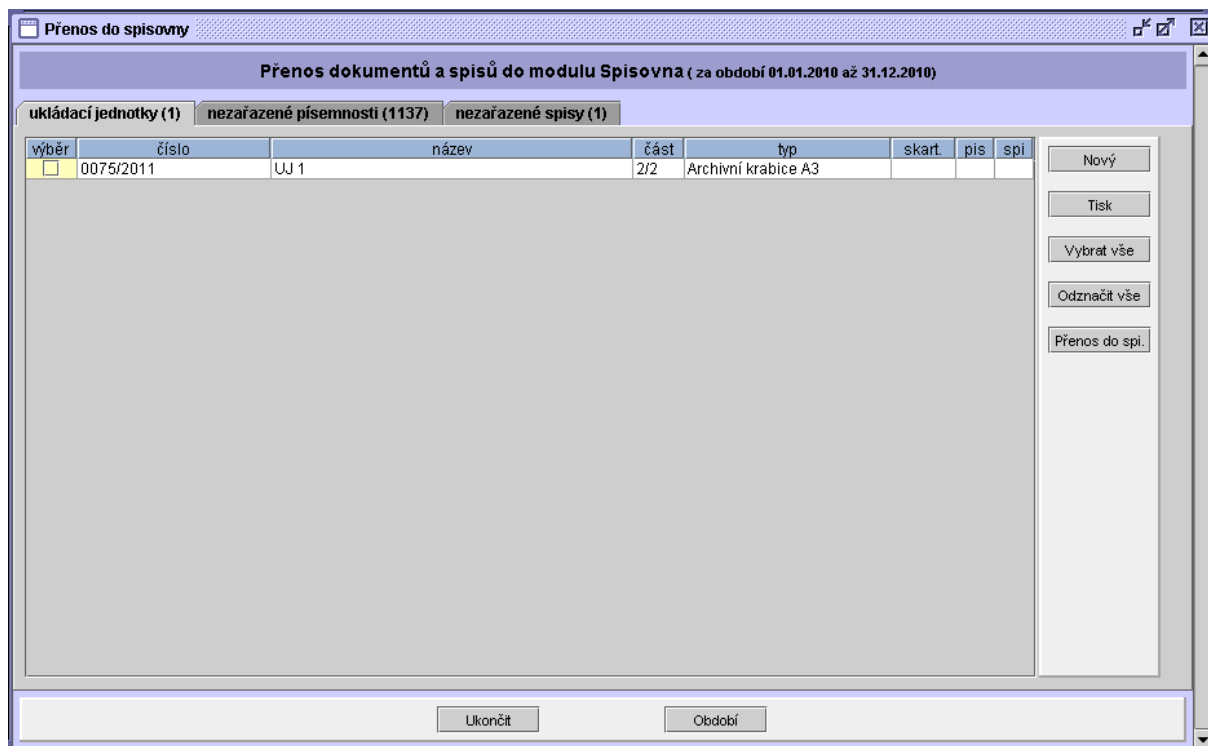 Přenos do spisovny
Přenos dokumentů a spisů do modulu Spisovna ( za období 01.01.2010 až 31.12.2010)
ukládací jednotky (1) nezařazené písemnosti (1137) nezařazené spisy (1)
výběr číslo název část typ skart. pis spi
0075/2011 UJ 1 2/2 Archivní krabice A3
Nový
Tisk
Vybrat vše
Odznačit vše
Přenos do spi.
Ukončit Období